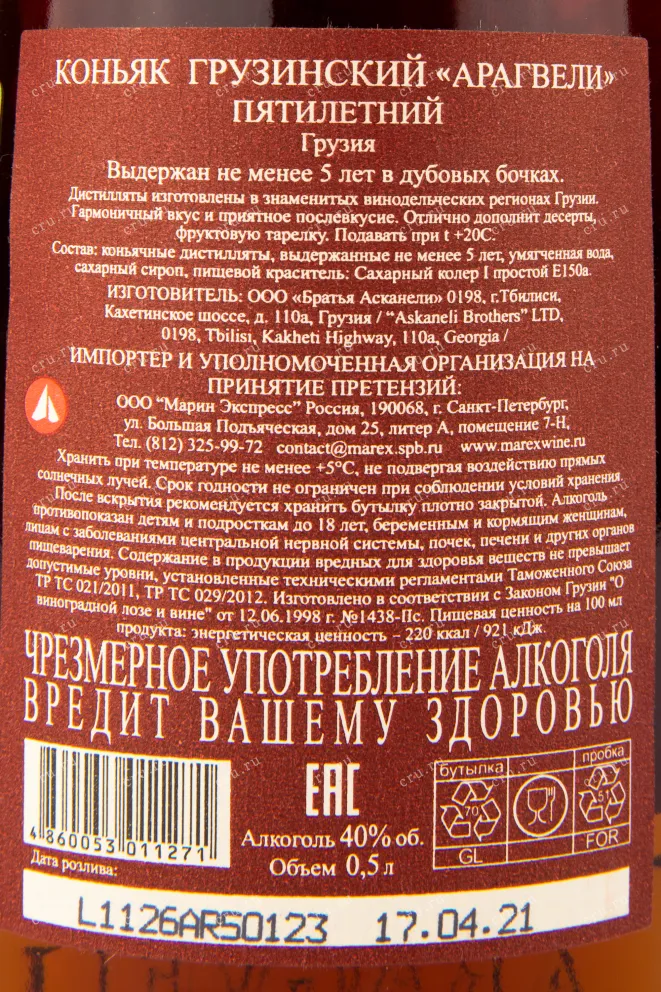 КОНЬЯК ГРУЗИНСКИЙ «АРАГВЕЛИ»
ПЯТИЛЕТНИЙ
Грузия
Выдержан не менее 5 лет в дубовых бочках.
Дистилляты изготовлены в знаменитых винодельческих регионах Грузии.
Гармоничный вкус и приятное послевкусие. Отлично дополнит десерты,
фруктовую тарелку. Подавать при t +20С.
Состав: коньячные дистилляты, выдержанные не менее 5 лет, умягченная вода,
сахарный сироп, пищевой краситель: Сахарный колер I простой Е150а.
ИЗГОТОВИТЕЛЬ: ООО «Братья Асканели» 0198, г.Тбилиси,
Кахетинское шоссе, д. 110а, Грузия / “Askaneli Brothers” LTD,
0198, Tbilisi, Kakheti Highway, 110a, Georgia /
ИМПОРТЕР И УПОЛНОМОЧЕННАЯ ОРГАНИЗАЦИЯ НА
ПРИНЯТИЕ ПРЕТЕНЗИЙ:
ООО “Марин Экспресс” Россия, 190068, г. Санкт-Петербург,
ул. Большая Подъяческая, дом 25, литер А, помещение 7-Н,
Тел. (812) 325-99-72 contact@marex.spb.ru www.marexwine.ru
Хранить при температуре не менее +5°С, не подвергая воздействию прямых
солнечных лучей. Срок годности не ограничен при соблюдении условий хранения.
После вскрытия рекомендуется хранить бутылку плотно закрытой. Алкоголь
противопоказан детям и подросткам до 18 лет, беременным и кормящим женщинам,
лицам с заболеваниями центральной нервной системы, почек, печени и других органов
пищеварения. Содержание в продукции вредных для здоровья веществ не превышает
допустимые уровни, установленные техническими регламентами Таможенного Союза
ТР ТС 021/2011, ТР ТС 029/2012. Изготовлено в соответствии с Законом Грузии "О
виноградной лозе и вине" от 12.06.1998 г. №1438-IIc. Пищевая ценность на 100 мл
продукта: энергетическая ценность – 220 ккал / 921 кДж.
ЧРЕЗМЕРНОЕ УПОТРЕБЛЕНИЕ АЛКОГОЛЯ
ВРЕДИТ ВАШЕМУ ЗДОРОВЬЮ
4 860053 011271
EAC
Алкоголь 40% об.
Объем 0,5 л
бутылка
70
GL
пробка
51
FOR
Дата розлива:
L1126ARS0123 17.04.21
cru.ru